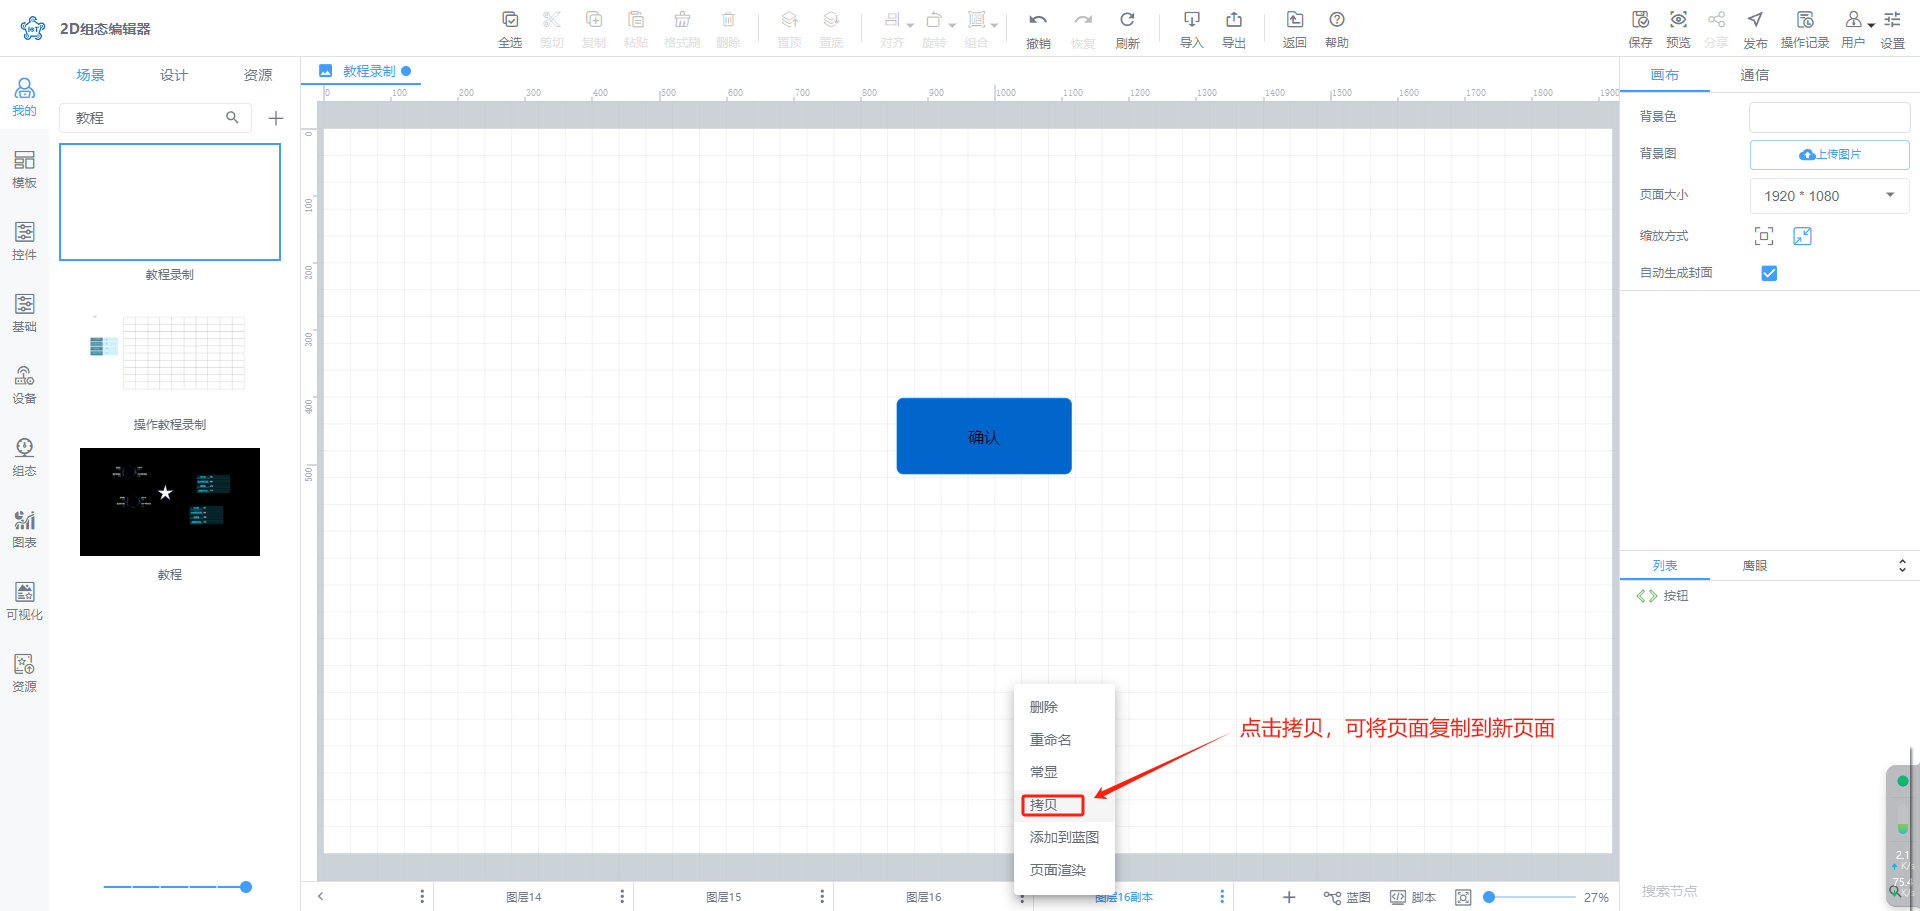 2D组态编辑器
全选 剪切 复制 粘贴 格式刷 删除 置顶 置底 对齐 旋转 组合 撤销 恢复 刷新 导入 导出 返回 帮助
保存 预览 分享 发布 操作记录 用户 设置
我的
模板
控件
基础
设备
组态
图表
可视化
资源
场景 设计 资源
教程
教程录制
操作教程录制
教程
教程录制
0 100 200 300 400 500 600 700 800 900 1000 1100 1200 1300 1400 1500 1600 1700 1800 1900
0
100
200
300
400
500
确认
删除
重命名
常显
拷贝
添加到蓝图
页面渲染
点击拷贝，可将页面复制到新页面
图层14 图层15 图层16 图层16副本
蓝图 脚本 27%
画布 通信
背景色
背景图 上传图片
页面大小 1920 * 1080
缩放方式
自动生成封面
列表 鹰眼
按钮
搜索节点